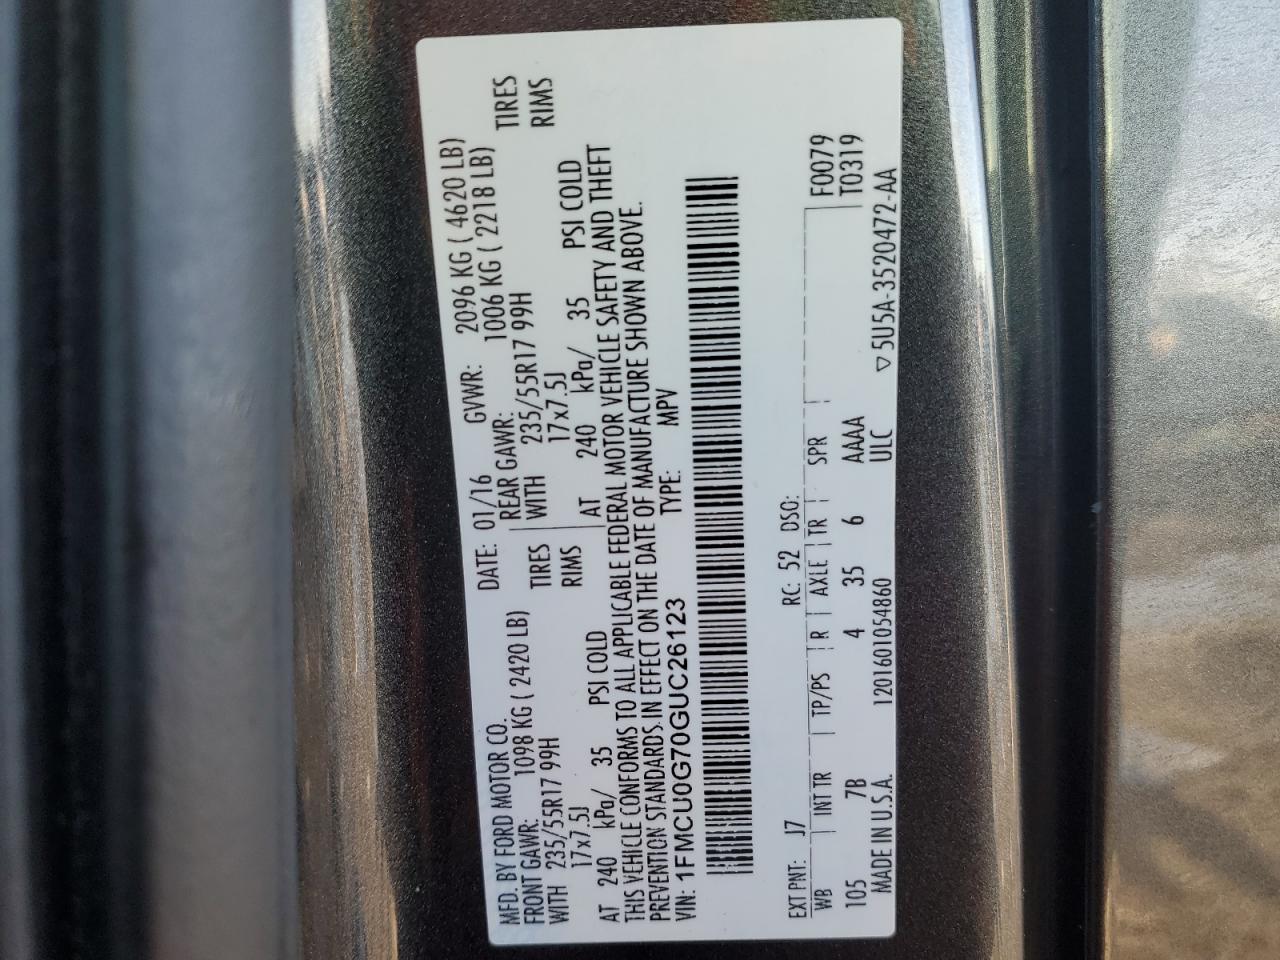 MFD. BY FORD MOTOR CO. DATE: 01/16 GVWR: 2096 KG ( 4620 LB)
FRONT GAWR: 1098 KG ( 2420 LB) REAR GAWR: 1006 KG ( 2218 LB)
WITH 235/55R17 99H TIRES WITH 235/55R17 99H TIRES
17x7.5J RIMS 17x7.5J RIMS
AT 240 kPa/ 35 PSI COLD AT 240 kPa/ 35 PSI COLD
THIS VEHICLE CONFORMS TO ALL APPLICABLE FEDERAL MOTOR VEHICLE SAFETY AND THEFT
PREVENTION STANDARDS IN EFFECT ON THE DATE OF MANUFACTURE SHOWN ABOVE.
VIN: 1FMCU0G70GUC26123 TYPE: MPV
EXT PNT: J7 RC: 52 DSO: F0079
WB INT TR TP/PS R AXLE TR SPR T0319
105 7B 4 35 6 AAAA
MADE IN U.S.A. 1201601054860 ULC ▽ 5U5A-3520472-AA